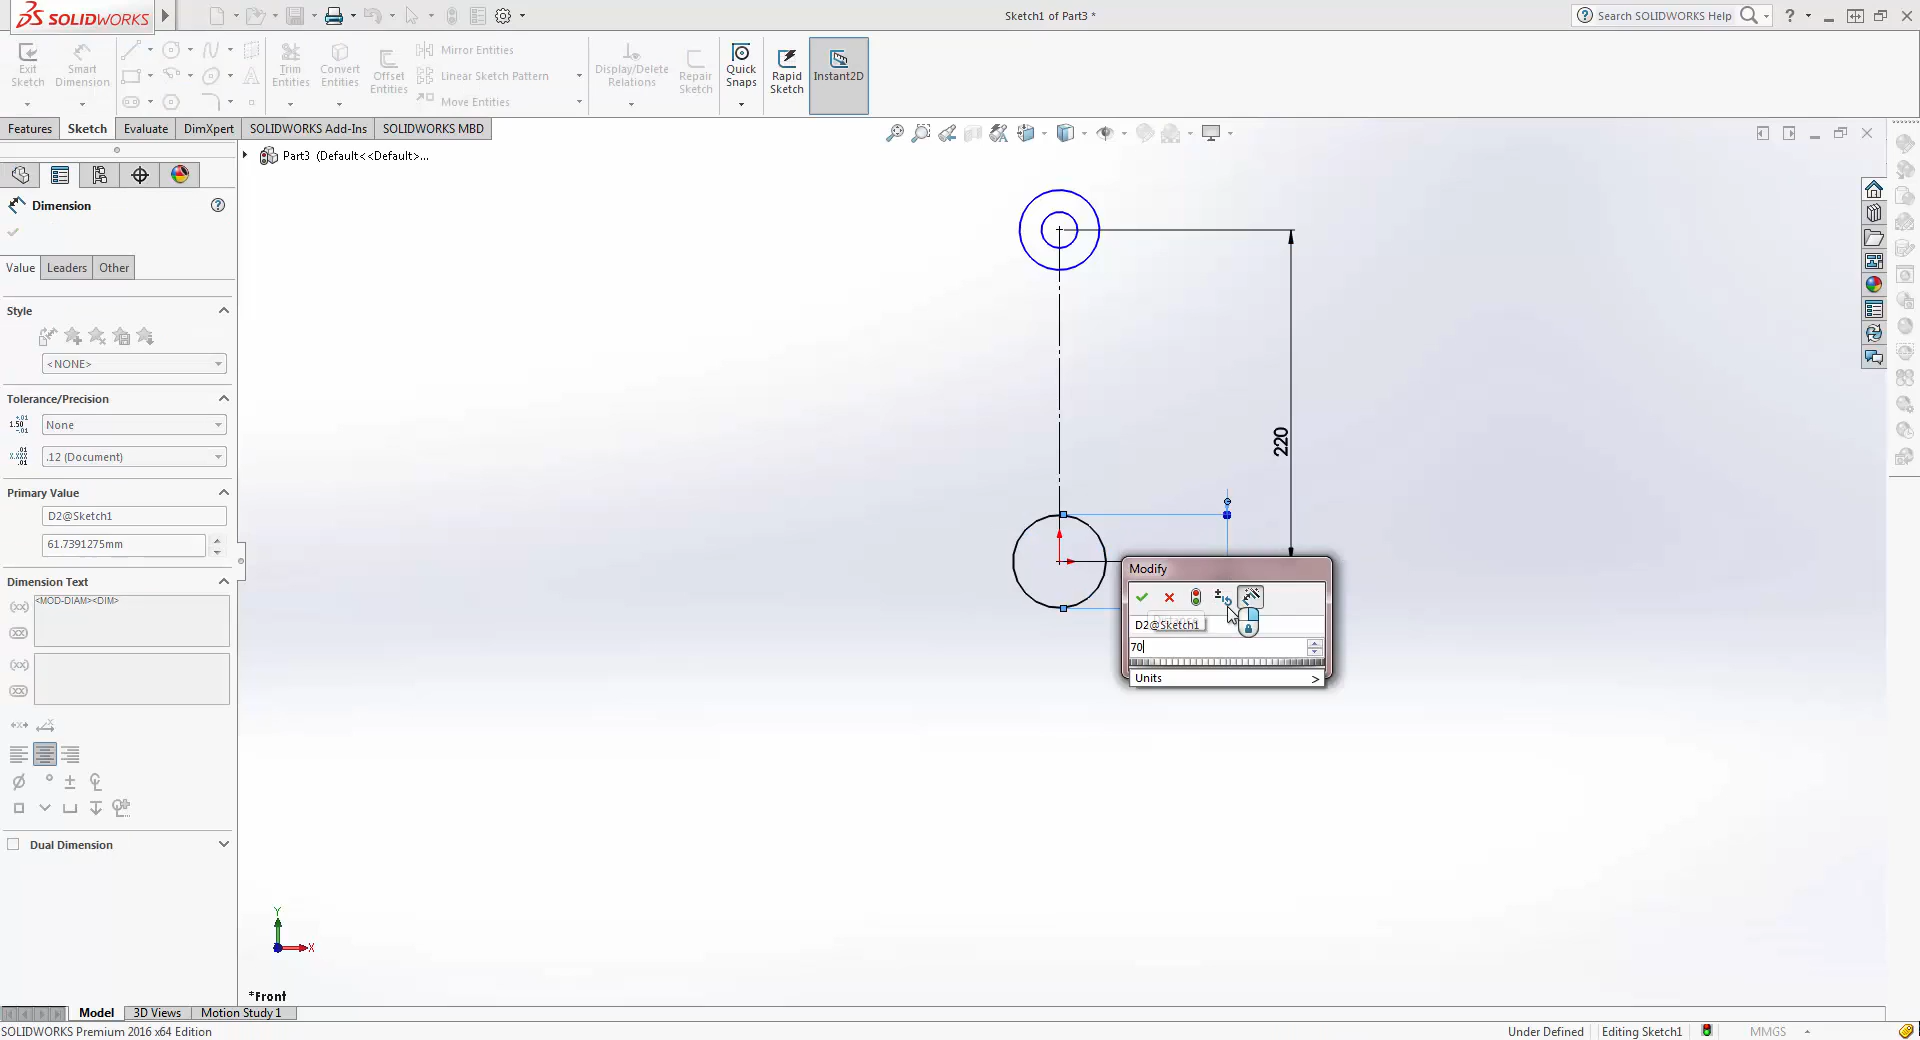 SOLIDWORKS
Sketch1 of Part3 *
Search SOLIDWORKS Help
Exit Sketch
Smart Dimension
Trim Entities
Convert Entities
Offset Entities
Mirror Entities
Linear Sketch Pattern
Move Entities
Display/Delete Relations
Repair Sketch
Quick Snaps
Rapid Sketch
Instant2D
Features
Sketch
Evaluate
DimXpert
SOLIDWORKS Add-Ins
SOLIDWORKS MBD
Part3 (Default<<Default>...
Dimension
Value
Leaders
Other
Style
<NONE>
Tolerance/Precision
None
.12 (Document)
Primary Value
D2@Sketch1
61.7391275mm
Dimension Text
<MOD-DIAM><DIM>
Dual Dimension
220
Modify
D2@Sketch1
70
Units >
Y
X
*Front
Model
3D Views
Motion Study 1
SOLIDWORKS Premium 2016 x64 Edition
Under Defined
Editing Sketch1
MMGS